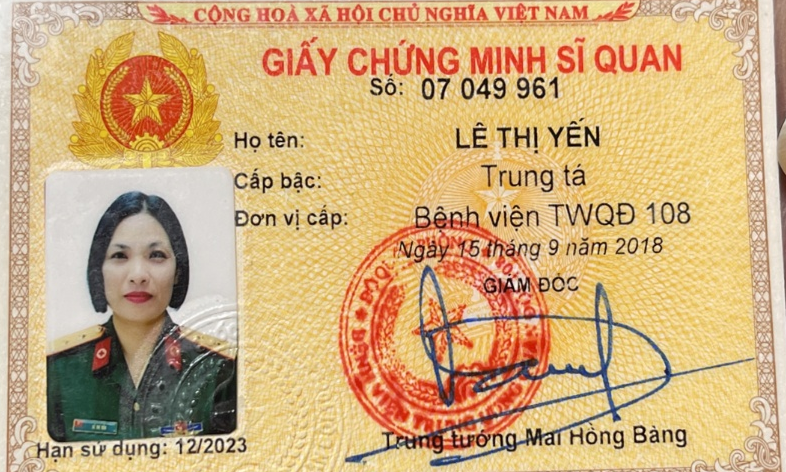 CỘNG HOÀ XÃ HỘI CHỦ NGHĨA VIỆT NAM
GIẤY CHỨNG MINH SĨ QUAN
Số: 07 049 961
Họ tên: LÊ THỊ YẾN
Cấp bậc: Trung tá
Đơn vị cấp: Bệnh viện TWQĐ 108
Ngày 15 tháng 9 năm 2018
GIÁM ĐỐC
BỆNH VIỆN TRUNG
Trung tướng Mai Hồng Bàng
Hạn sử dụng: 12/2023